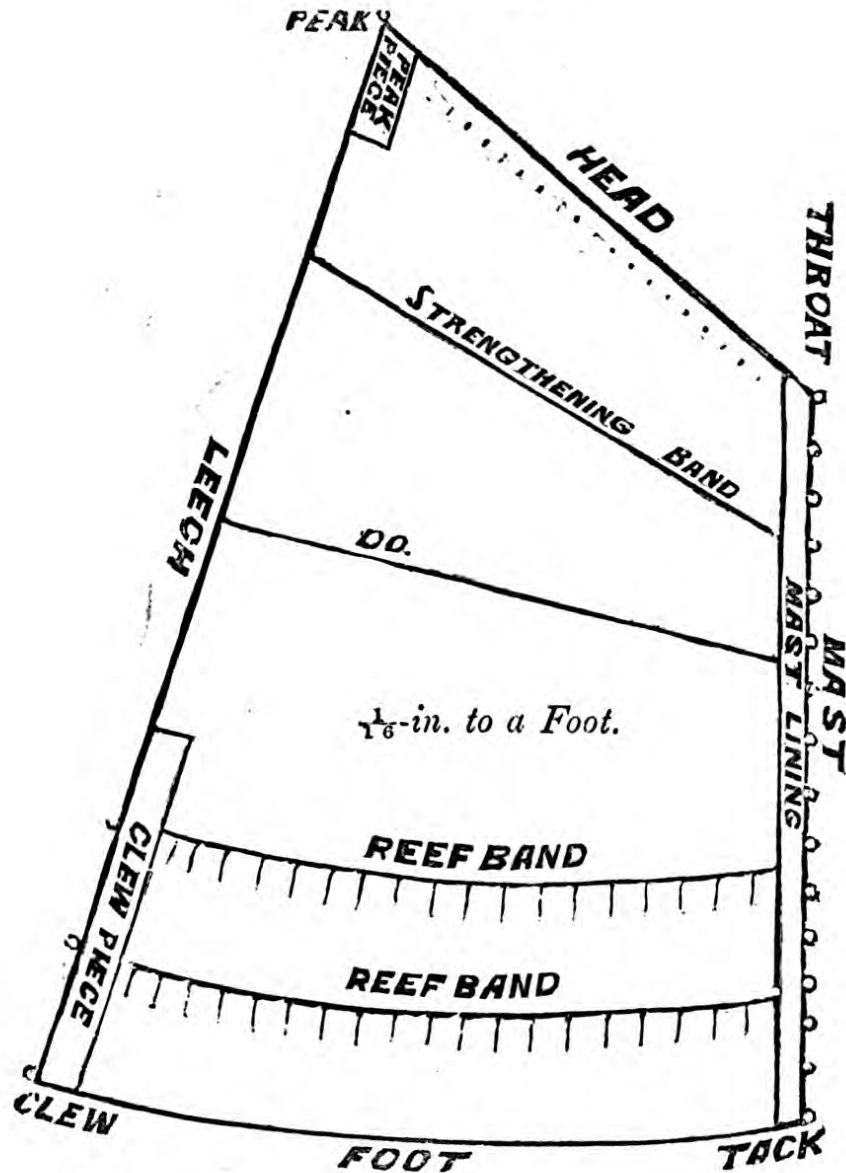 PEAK
PEAK
PIECE
HEAD
THROAT
STRENGTHENING BAND
LEECH
DO.
MAST LINING
MAST
1/16-in. to a Foot.
CLEW PIECE
REEF BAND
REEF BAND
CLEW
FOOT
TACK